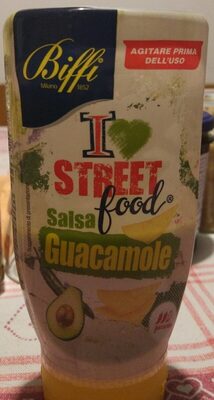 Biffi
Milano 1852
AGITARE PRIMA
DELL'USO
I
STREET
food®
Salsa
Guacamole